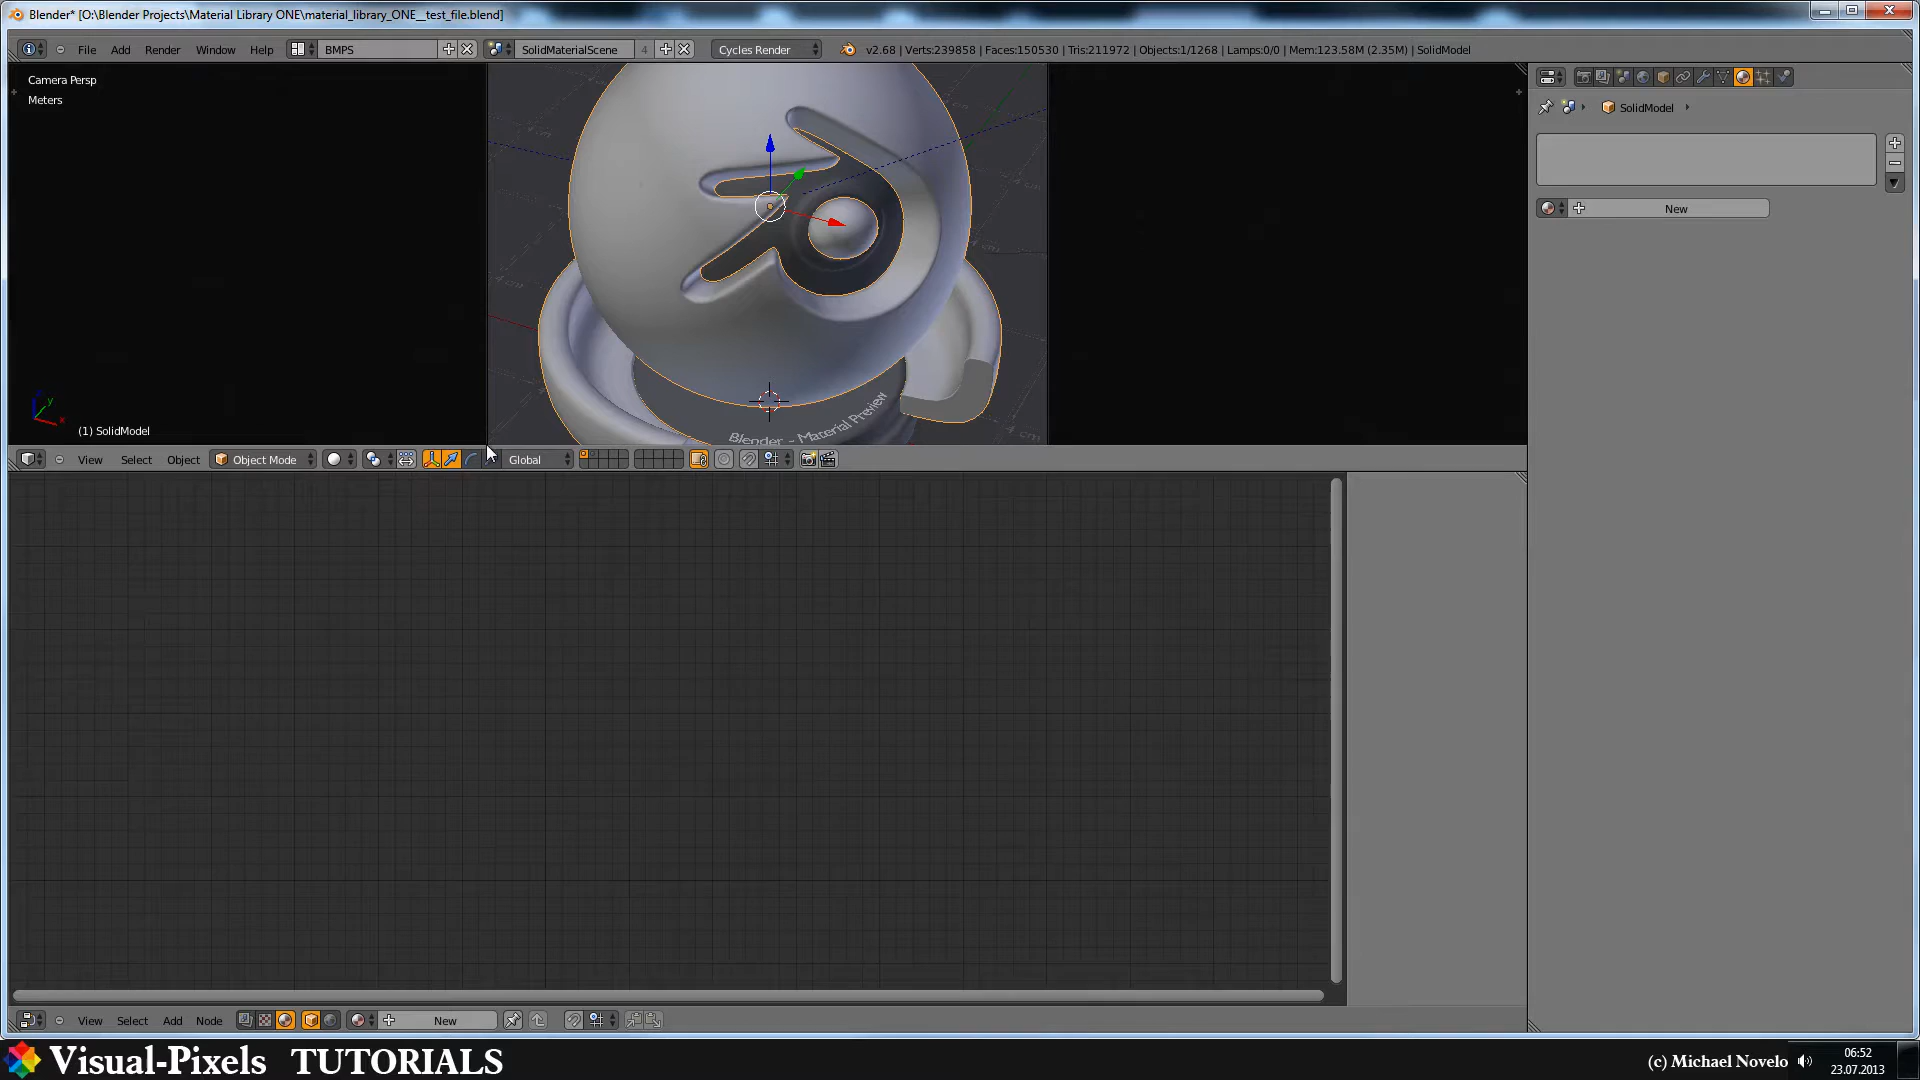 Blender* [O:\Blender Projects\Material Library ONE\material_library_ONE__test_file.blend]
File Add Render Window Help BMPS SolidMaterialScene 4 Cycles Render v2.68 | Verts:239858 | Faces:150530 | Tris:211972 | Objects:1/1268 | Lamps:0/0 | Mem:123.58M (2.35M) | SolidModel
Camera Persp
Meters
SolidModel
New
Blender - Material Preview
(1) SolidModel
View Select Object Object Mode Global
View Select Add Node New
Visual-Pixels TUTORIALS
(c) Michael Novelo
06:52
23.07.2013